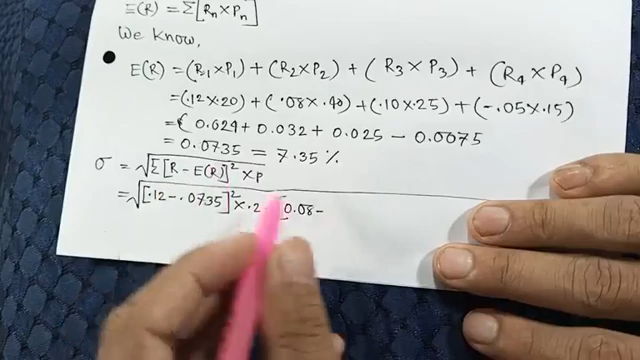 E(R) = Σ[Rn×Pn]
We Know,
E(R) = (R1×P1) + (R2×P2) + (R3×P3) + (R4×P4)
= (.12×.20) + (.08×.40) + (.10×.25) + (-.05×.15)
= (0.024 + 0.032 + 0.025 - 0.0075
= 0.0735 = 7.35%
σ = √Σ[R - E(R)]²×P
= √[.12 - .0735]²×.2 [0.08 -